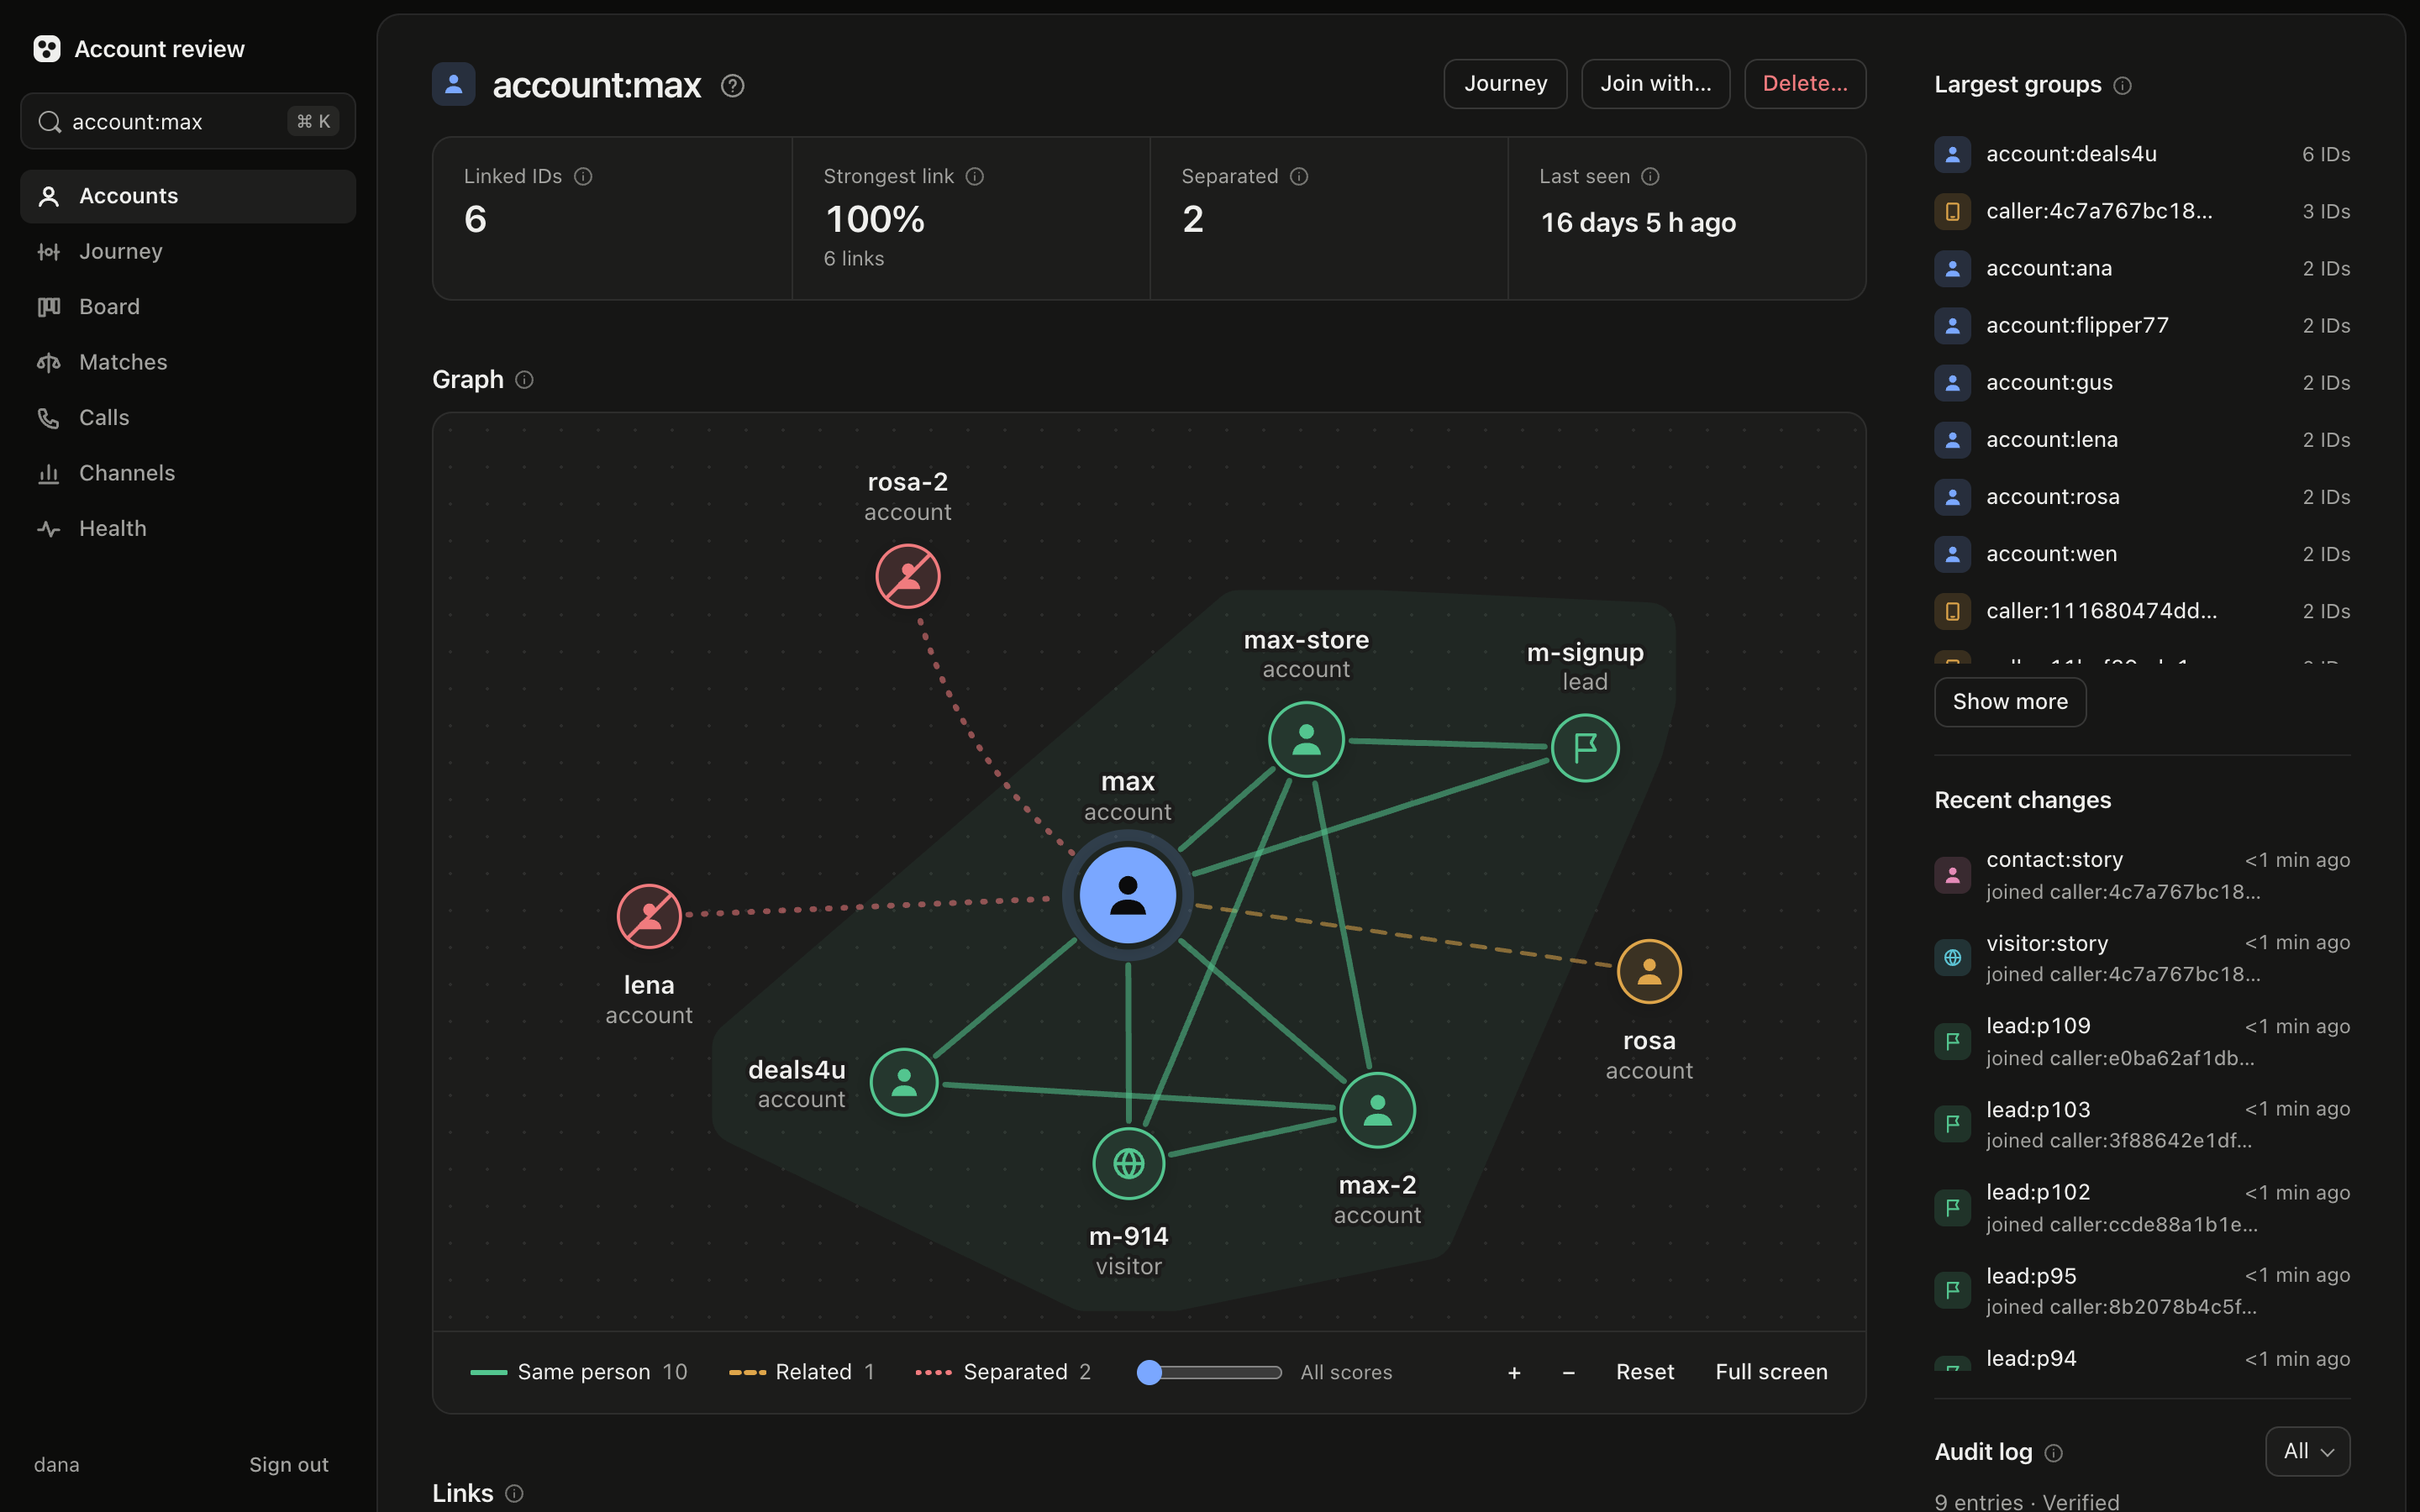 Account review
account:max
⌘ K
Accounts
Journey
Board
Matches
Calls
Channels
Health
dana
Sign out
account:max
Journey
Join with...
Delete...
Linked IDs
6
Strongest link
100%
6 links
Separated
2
Last seen
16 days 5 h ago
Graph
rosa-2
account
max-store
account
m-signup
lead
max
account
lena
account
rosa
account
deals4u
account
max-2
account
m-914
visitor
Same person 10
Related 1
Separated 2
All scores
+
−
Reset
Full screen
Links
Largest groups
account:deals4u 6 IDs
caller:4c7a767bc18... 3 IDs
account:ana 2 IDs
account:flipper77 2 IDs
account:gus 2 IDs
account:lena 2 IDs
account:rosa 2 IDs
account:wen 2 IDs
caller:111680474dd... 2 IDs
Show more
Recent changes
contact:story <1 min ago
joined caller:4c7a767bc18...
visitor:story <1 min ago
joined caller:4c7a767bc18...
lead:p109 <1 min ago
joined caller:e0ba62af1db...
lead:p103 <1 min ago
joined caller:3f88642e1df...
lead:p102 <1 min ago
joined caller:ccde88a1b1e...
lead:p95 <1 min ago
joined caller:8b2078b4c5f...
lead:p94 <1 min ago
Audit log
All
9 entries · Verified